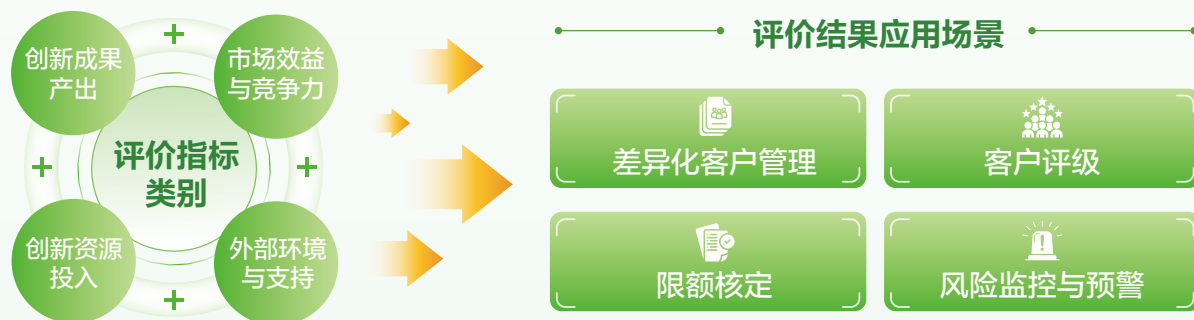 创新成果
产出
市场效益
与竞争力
评价指标
类别
创新资源
投入
外部环境
与支持
评价结果应用场景
差异化客户管理
客户评级
限额核定
风险监控与预警